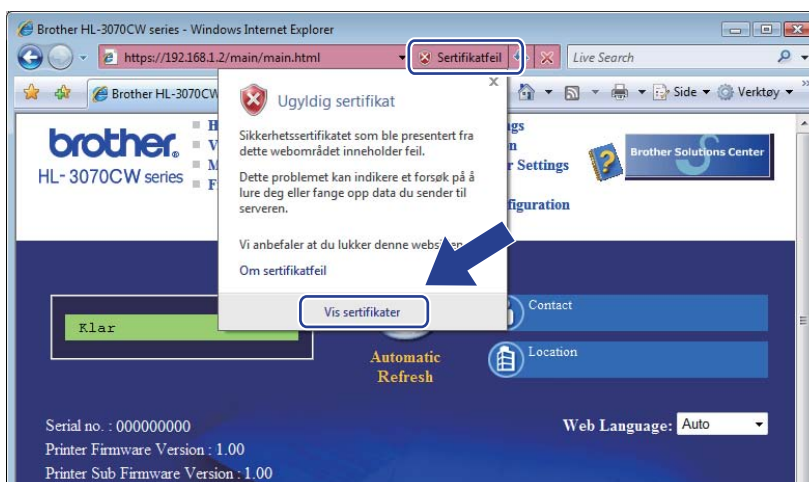 Brother HL-3070CW series - Windows Internet Explorer
https://192.168.1.2/main/main.html
Sertifikatfeil
Live Search
Brother HL-3070CW
Side
Verktøy
brother®
HL-3070CW series
H
V
M
F
gs
n
r Settings
figuration
Brother Solutions Center
Ugyldig sertifikat
Sikkerhetssertifikatet som ble presentert fra
dette webområdet inneholder feil.
Dette problemet kan indikere et forsøk på å
lure deg eller fange opp data du sender til
serveren.
Vi anbefaler at du lukker denne
Om sertifikatfeil
Vis sertifikater
Klar
Automatic
Refresh
Contact
Location
Serial no. : 000000000
Printer Firmware Version : 1.00
Printer Sub Firmware Version : 1.00
Web Language: Auto